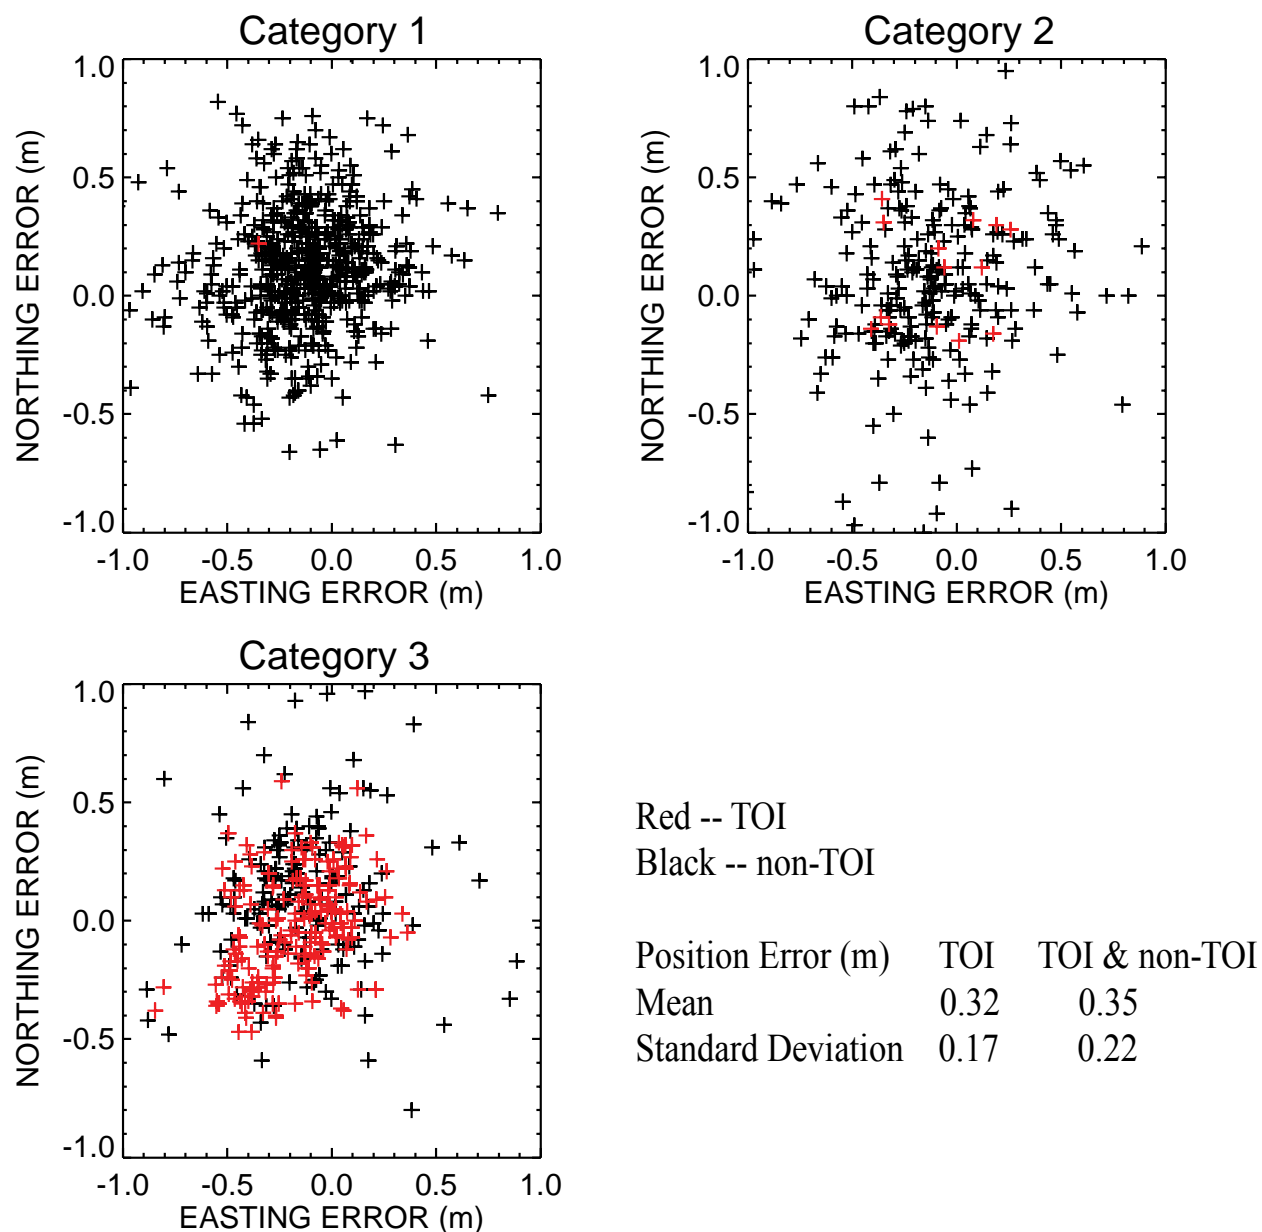 Category 1
1.0
0.5
0.0
-0.5
-1.0
NORTHING ERROR (m)
-1.0 -0.5 0.0 0.5 1.0
EASTING ERROR (m)
Category 2
1.0
0.5
0.0
-0.5
-1.0
NORTHING ERROR (m)
-1.0 -0.5 0.0 0.5 1.0
EASTING ERROR (m)
Category 3
1.0
0.5
0.0
-0.5
-1.0
NORTHING ERROR (m)
-1.0 -0.5 0.0 0.5 1.0
EASTING ERROR (m)
Red -- TOI
Black -- non-TOI
Position Error (m) TOI TOI & non-TOI
Mean 0.32 0.35
Standard Deviation 0.17 0.22